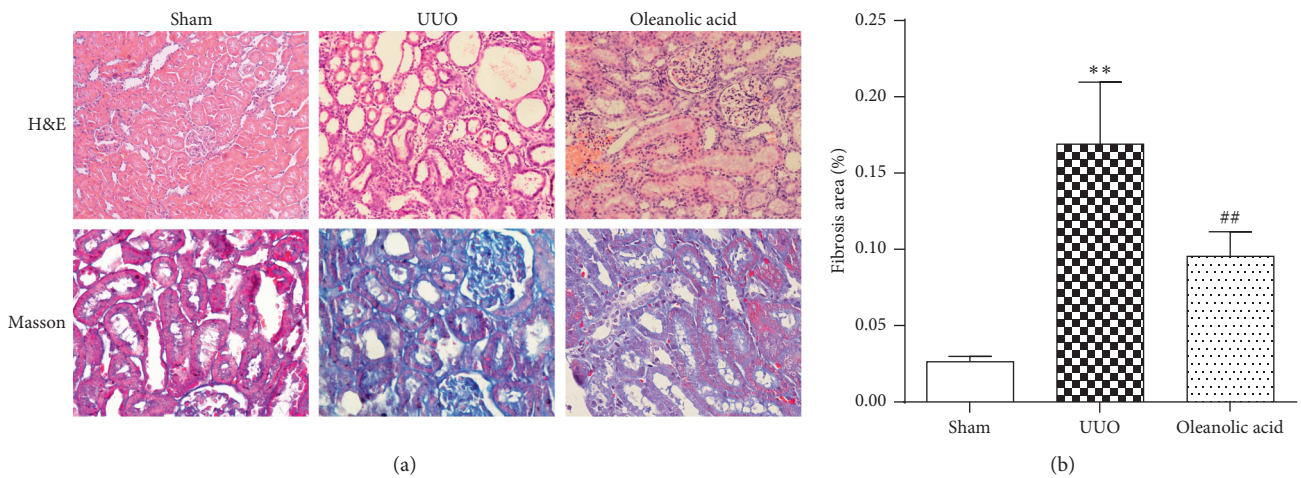 Sham UUO Oleanolic acid
H&E
Masson
(a)
Fibrosis area (%)
0.25
0.20
0.15
0.10
0.05
0.00
**
##
Sham UUO Oleanolic acid
(b)